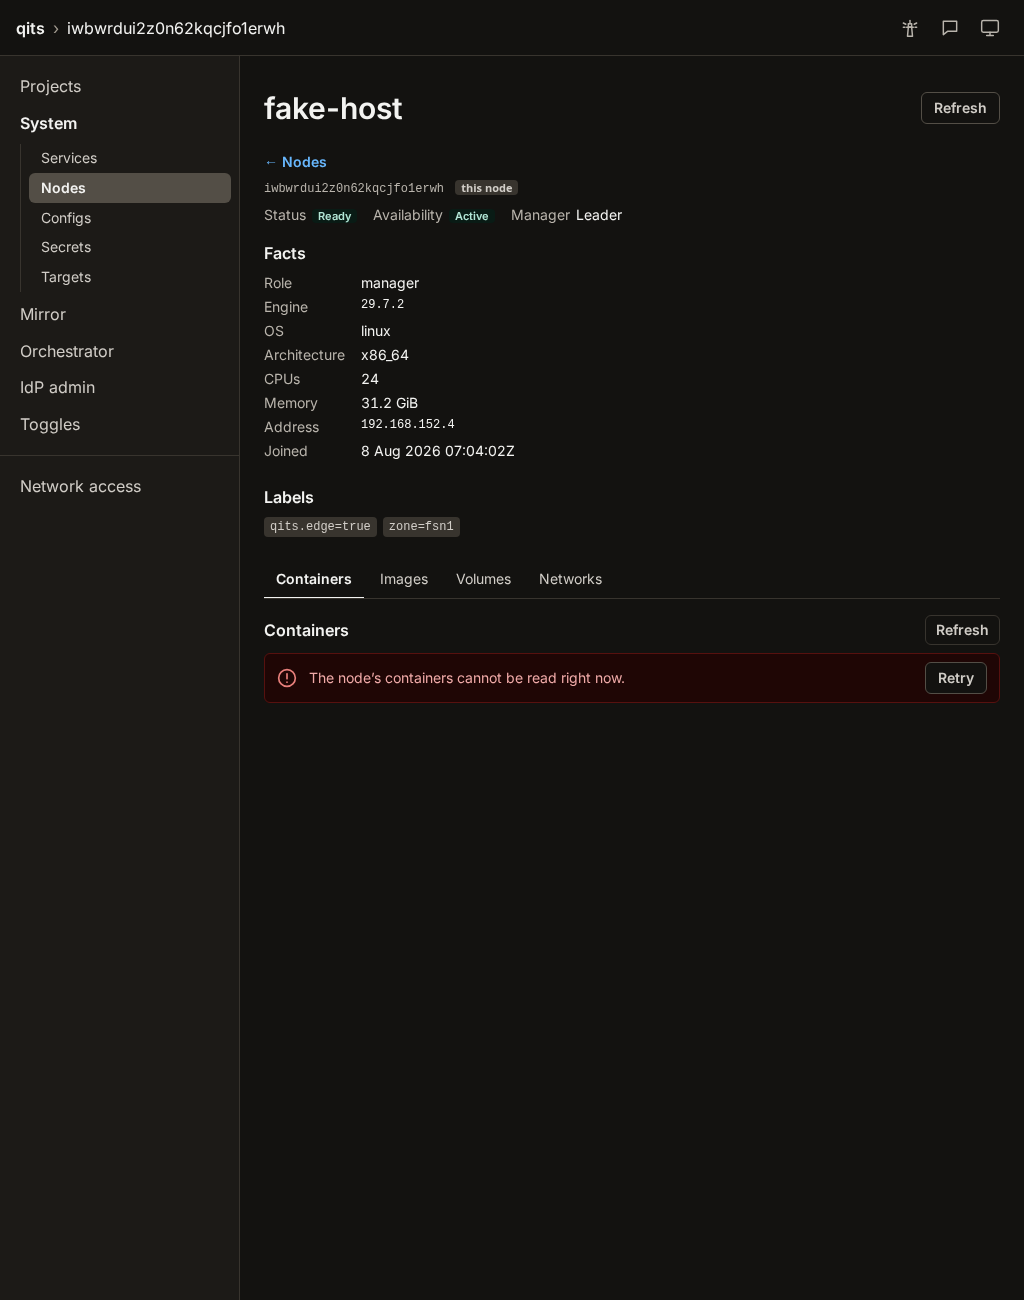 qits › iwbwrdui2z0n62kqcjfo1erwh
Projects
System
Services
Nodes
Configs
Secrets
Targets
Mirror
Orchestrator
IdP admin
Toggles
Network access
fake-host
Refresh
← Nodes
iwbwrdui2z0n62kqcjfo1erwh this node
Status Ready Availability Active Manager Leader
Facts
Role manager
Engine 29.7.2
OS linux
Architecture x86_64
CPUs 24
Memory 31.2 GiB
Address 192.168.152.4
Joined 8 Aug 2026 07:04:02Z
Labels
qits.edge=true zone=fsn1
Containers Images Volumes Networks
Containers
Refresh
The node’s containers cannot be read right now.
Retry